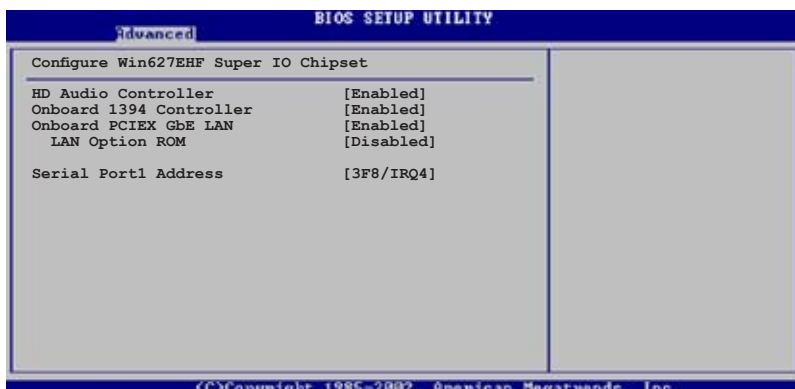 BIOS SETUP UTILITY
Advanced
Configure Win627EHF Super IO Chipset
HD Audio Controller [Enabled]
Onboard 1394 Controller [Enabled]
Onboard PCIEX GbE LAN [Enabled]
LAN Option ROM [Disabled]
Serial Port1 Address [3F8/IRQ4]
(C)Copyright 1985-2002, American Megatrends, Inc.